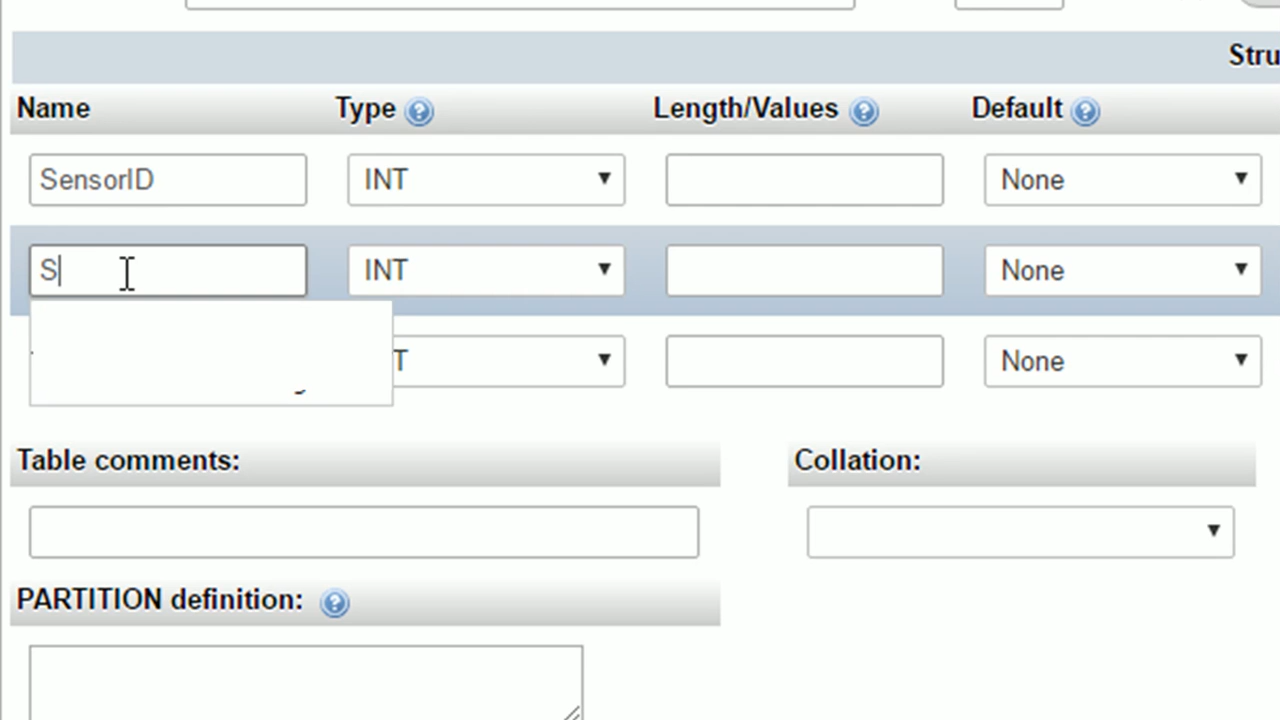 Stru
Name Type Length/Values Default
SensorID INT None
S INT None
T None
Table comments: Collation:
PARTITION definition: